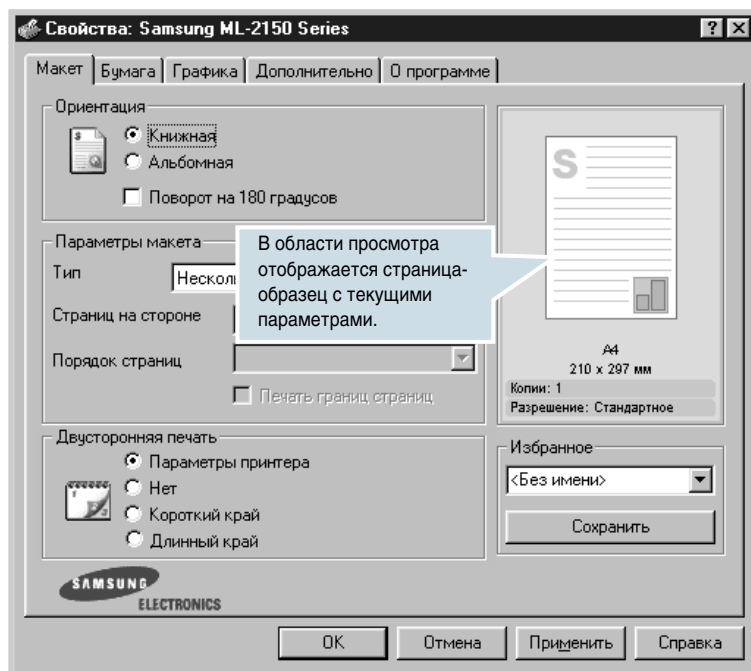 Свойства: Samsung ML-2150 Series
Макет
Бумага
Графика
Дополнительно
О программе
Ориентация
Книжная
Альбомная
Поворот на 180 градусов
Параметры макета
Тип
Страниц на стороне
Порядок страниц
Печать границ страниц
В области просмотра
отображается страница-
образец с текущими
параметрами.
S
A4
210 x 297 мм
Копии: 1
Разрешение: Стандартное
Двусторонняя печать
Параметры принтера
Нет
Короткий край
Длинный край
Избранное
<Без имени>
Сохранить
SAMSUNG
ELECTRONICS
OK
Отмена
Применить
Справка